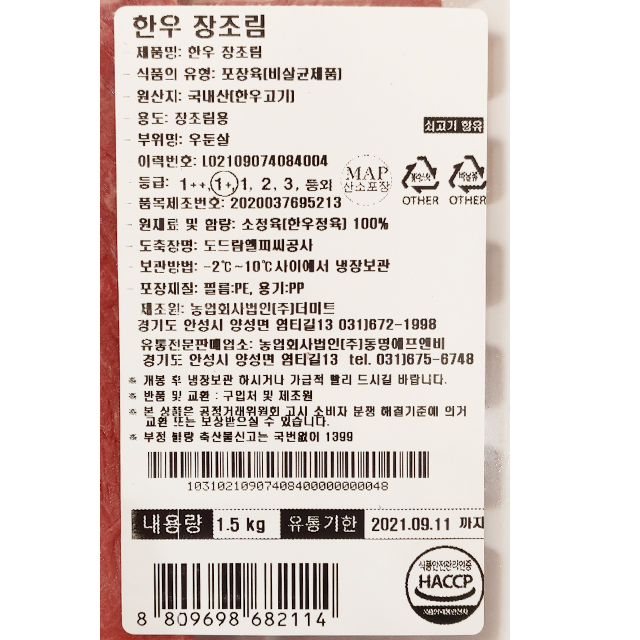 한우 장조림
제품명: 한우 장조림
식품의 유형: 포장육(비살균제품)
원산지: 국내산(한우고기)
용도: 장조림용
쇠고기 함유
부위명: 우둔살
이력번호: L02109074084004
등급: 1++, 1+, 1, 2, 3, 등외
MAP
산소포장
OTHER OTHER
품목제조번호: 2020037695213
원재료 및 함량: 소정육(한우정육) 100%
도축장명: 도드람엘피씨공사
보관방법: -2℃~10℃사이에서 냉장보관
포장재질: 필름:PE, 용기:PP
제조원: 농업회사법인(주)더미트
경기도 안성시 양성면 염티길13 031)672-1998
유통전문판매업소: 농업회사법인(주)동명에프앤비
경기도 안성시 양성면 염티길13 tel. 031)675-6748
※ 개봉 후 냉장보관 하시거나 가급적 빨리 드시길 바랍니다.
※ 반품 및 교환 : 구입처 및 제조원
※ 본 상품은 공정거래위원회 고시 소비자 분쟁 해결기준에 의거
교환 또는 보상받으실 수 있습니다.
※ 부정 불량 축산물신고는 국번없이 1399
1031021090740840000000000048
내용량 1.5 kg 유통기한 2021.09.11 까지
식품안전관리인증
HACCP
8 809698 682114